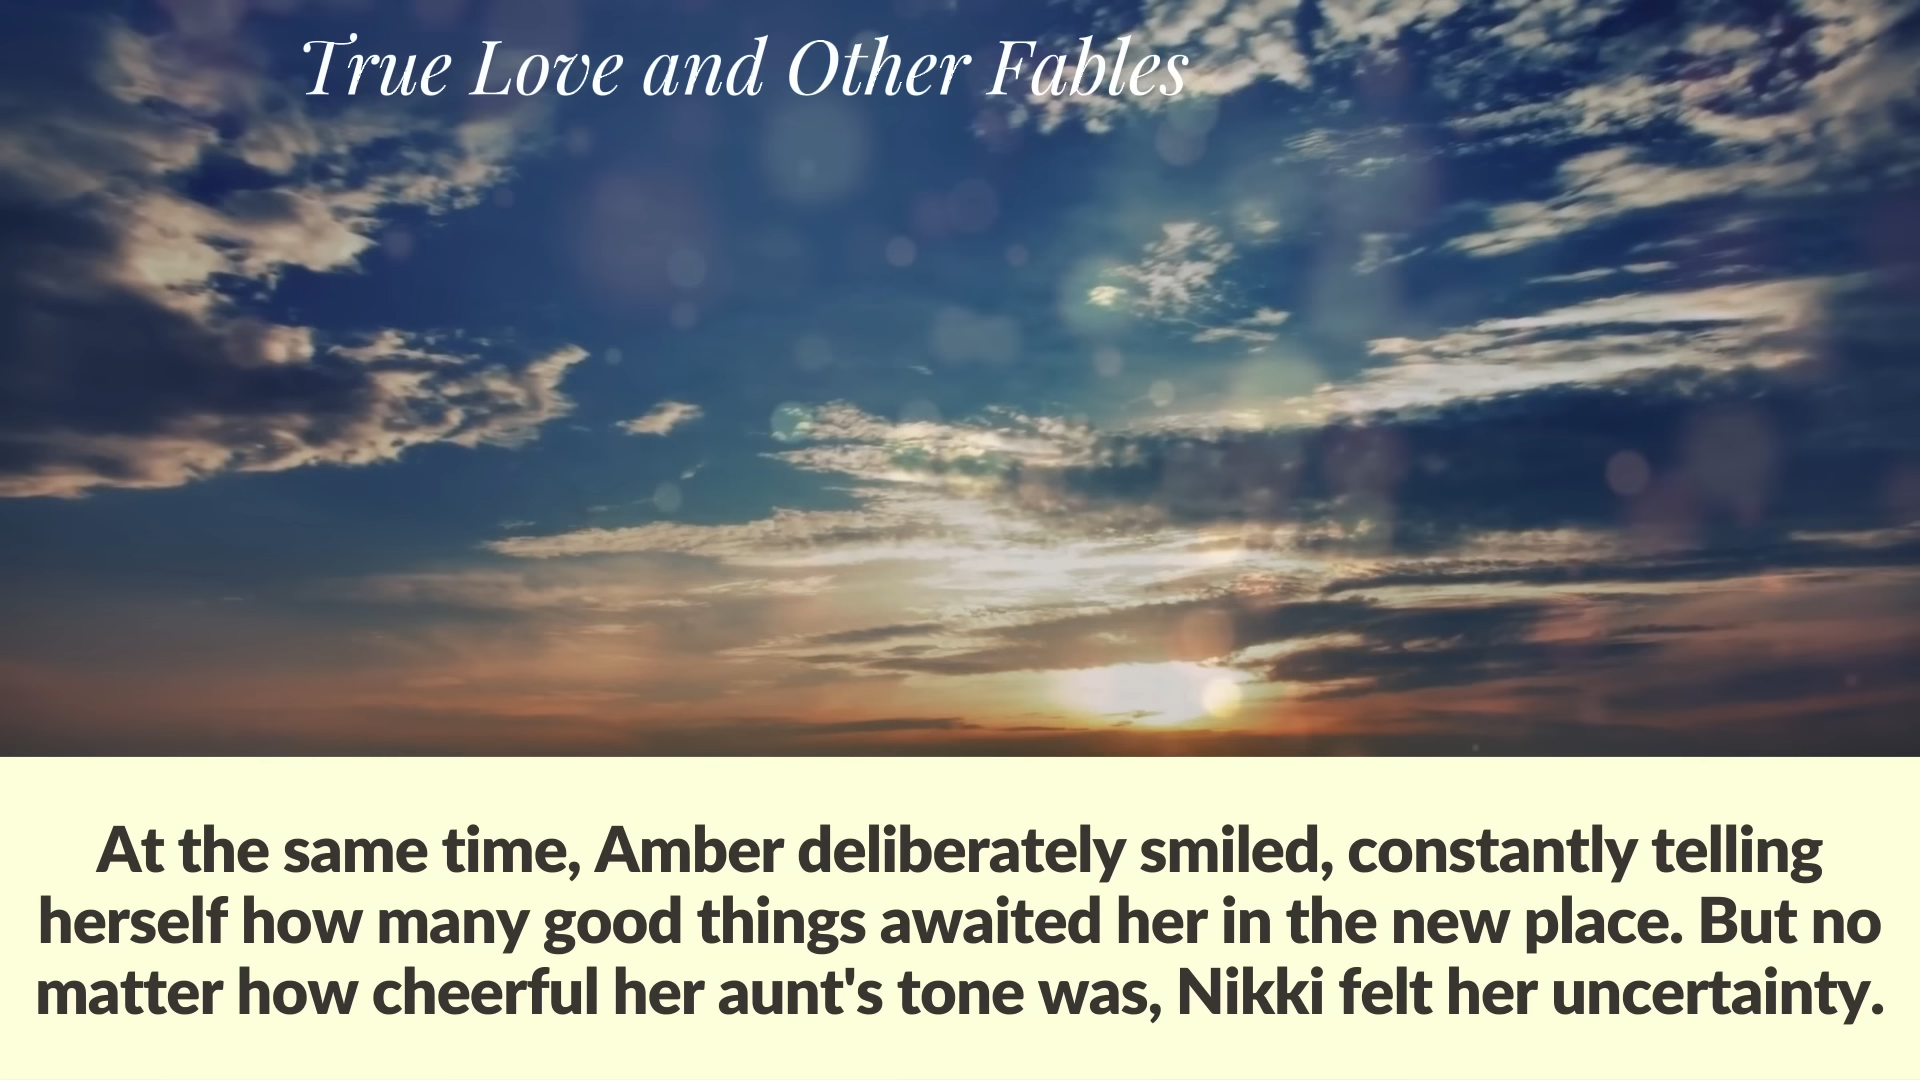 True Love and Other Fables
At the same time, Amber deliberately smiled, constantly telling
herself how many good things awaited her in the new place. But no
matter how cheerful her aunt's tone was, Nikki felt her uncertainty.